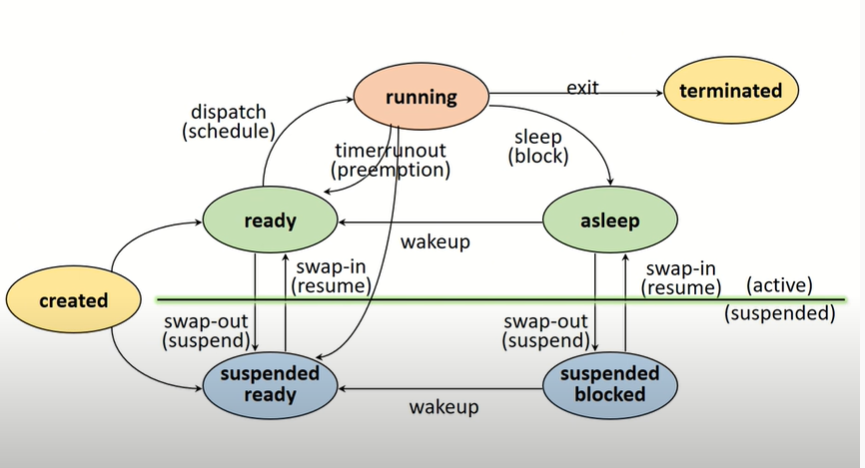 running
exit
terminated
dispatch
(schedule)
timerrunout
(preemption)
sleep
(block)
ready
asleep
wakeup
swap-in
(resume)
swap-in
(resume)
(active)
created
(suspended)
swap-out
(suspend)
swap-out
(suspend)
suspended
ready
suspended
blocked
wakeup